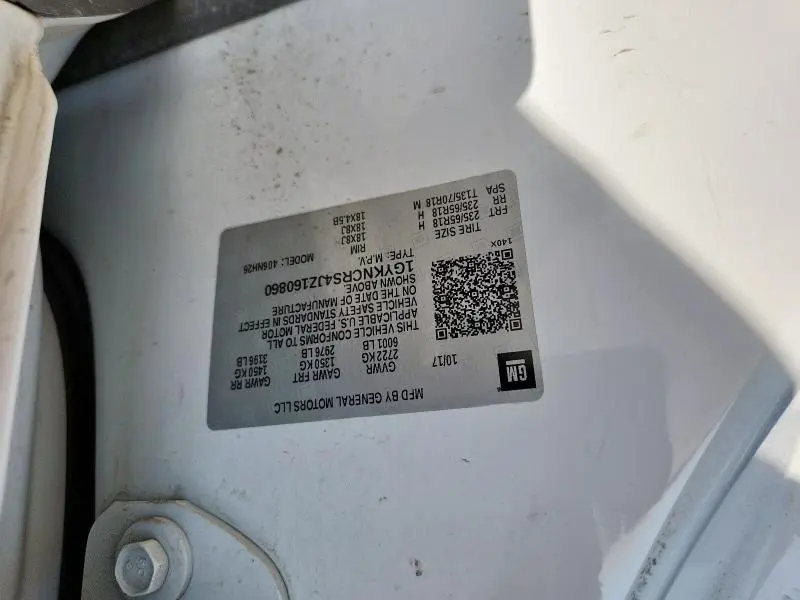 MFD BY GENERAL MOTORS LLC
GM
10/17
GVWR GAWR FRT GAWR RR
2722 KG 1350 KG 1450 KG
6001 LB 2976 LB 3196 LB
THIS VEHICLE CONFORMS TO ALL
APPLICABLE U.S. FEDERAL MOTOR
VEHICLE SAFETY STANDARDS IN EFFECT
ON THE DATE OF MANUFACTURE
SHOWN ABOVE.
1GYKNCRS4JZ160860
TYPE: M.P.V. MODEL: 4O6NH26
140X
TIRE SIZE RIM
FRT 235/65R18 H 18X8J
RR 235/65R18 H 18X8J
SPA T135/70R18 M 18X4.5B